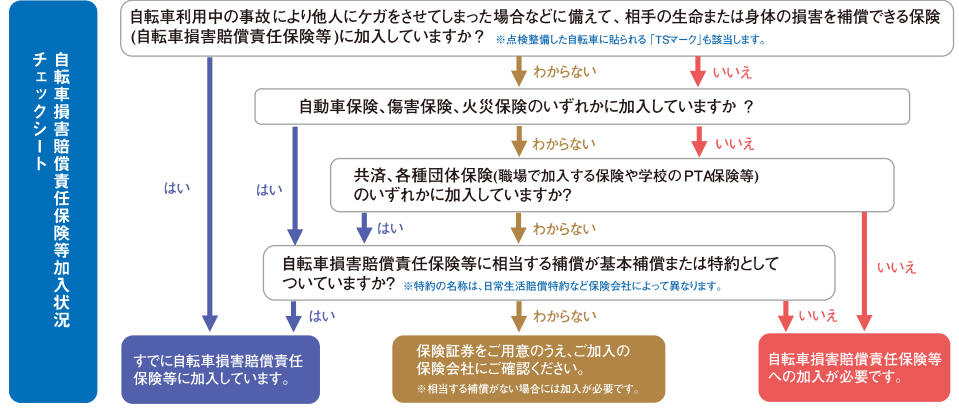 自転車損害賠償責任保険等加入状況
チェックシート
自転車利用中の事故により他人にケガをさせてしまった場合などに備えて、相手の生命または身体の損害を補償できる保険
(自転車損害賠償責任保険等)に加入していますか? ※点検整備した自転車に貼られる「TSマーク」も該当します。
わからない
いいえ
自動車保険、傷害保険、火災保険のいずれかに加入していますか ?
わからない
いいえ
共済、各種団体保険(職場で加入する保険や学校のPTA保険等)
のいずれかに加入していますか?
はい
はい
はい
わからない
いいえ
自転車損害賠償責任保険等に相当する補償が基本補償または特約として
ついていますか? ※特約の名称は、日常生活賠償特約など保険会社によって異なります。
はい
わからない
いいえ
すでに自転車損害賠償責任
保険等に加入しています。
保険証券をご用意のうえ、ご加入の
保険会社にご確認ください。
※相当する補償がない場合には加入が必要です。
自転車損害賠償責任保険等
への加入が必要です。